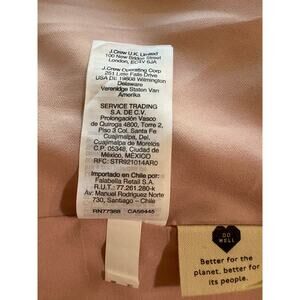 J.Crew U.K. Limited
100 New Bridge Street
London, EC4V 6JA
J.Crew Operating Corp
251 Little Falls Drive
USA DE 19808 Wilmington
Delaware
Verenidge Staten Van
Amerika
SERVICE TRADING
S.A. DE C.V.
Prolongación Vasco
de Quiroga 4800, Torre 2,
Piso 3 Col. Santa Fe
Cuajimalpa, Del.
Cuajimalpa de Morelos
C.P. 05348, Ciudad de
México, MÉXICO
RFC: STR921014AR0
Importado en Chile por:
Falabella Retail S.A.
R.U.T: 77.261.280-k
Av: Manuel Rodriguez Norte
730, Santiago, Chile
RN77388 CA56445
DO
WELL
Better for the
planet, better for
its people.